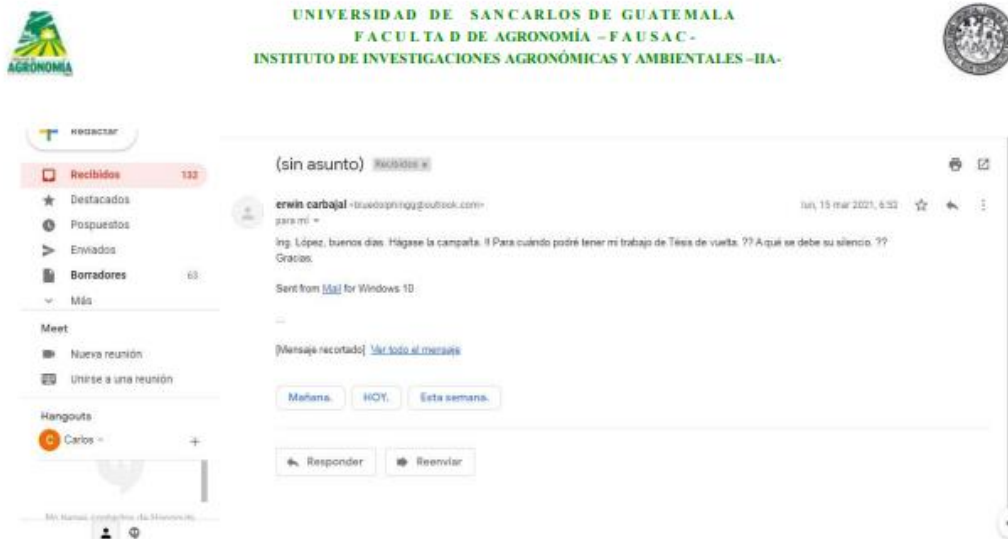 UNIVERSIDAD DE SAN CARLOS DE GUATEMALA
FACULTAD DE AGRONOMÍA – FAUSAC-
INSTITUTO DE INVESTIGACIONES AGRONÓMICAS Y AMBIENTALES –IIA-
AGRONOMIA
Redactar
Recibidos 132
Destacados
Pospuestos
Enviados
Borradores 63
Más
Meet
Nueva reunión
Unirse a una reunión
Hangouts
Carlos
(sin asunto) Recibidos x
erwin carbajal lun, 15 mar 2021, 6:53
para mí
Ing. López, buenos días. Hágase la campaña. !! Para cuándo podré tener mi trabajo de Tésis de vuelta. ?? A qué se debe su silencio. ??
Gracias.
Sent from Mail for Windows 10
...
[Mensaje recortado] Ver todo el mensaje
Mañana. HOY. Esta semana.
Responder Reenviar